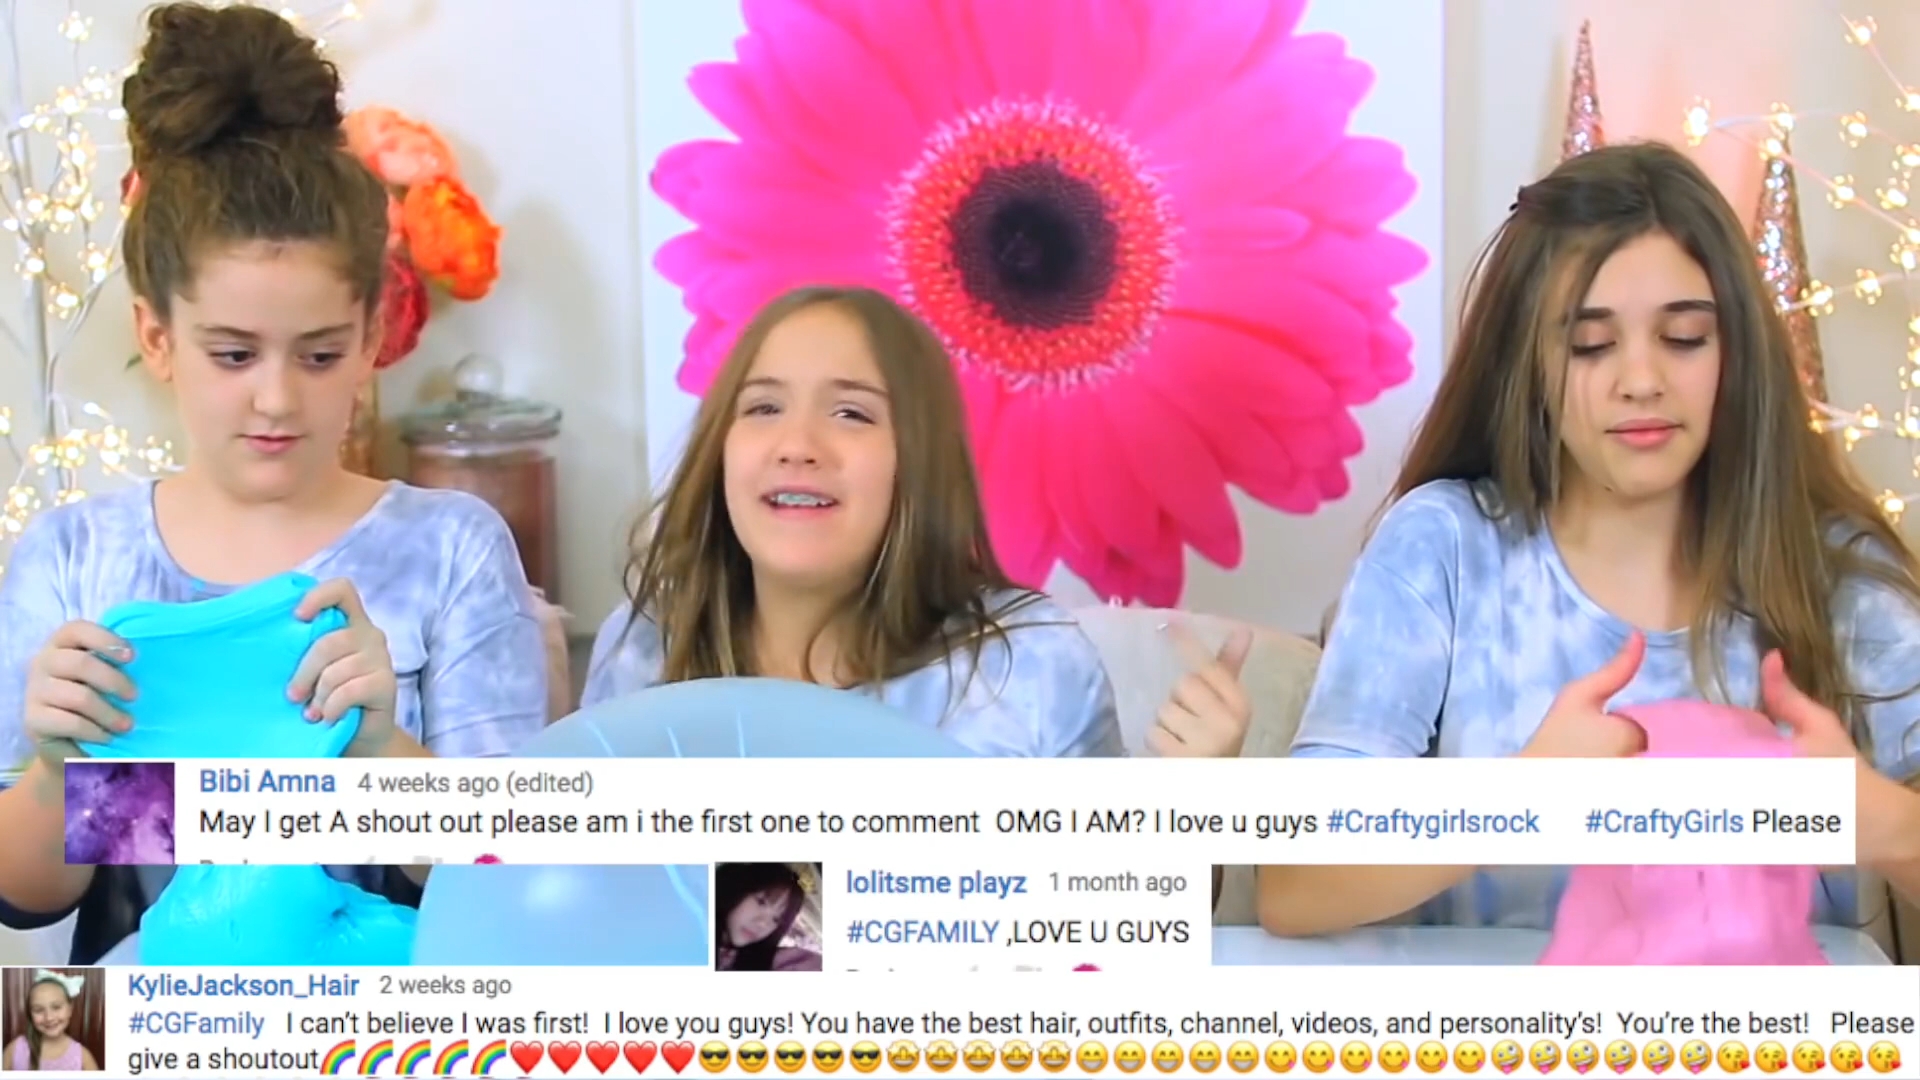 Bibi Amna 4 weeks ago (edited)
May I get A shout out please am i the first one to comment OMG I AM? I love u guys #Craftygirlsrock #CraftyGirls Please
lolitsme playz 1 month ago
#CGFAMILY ,LOVE U GUYS
KylieJackson_Hair 2 weeks ago
#CGFamily I can't believe I was first! I love you guys! You have the best hair, outfits, channel, videos, and personality's! You're the best! Please
give a shoutout🌈🌈🌈🌈🌈❤️❤️❤️❤️❤️😎😎😎😎😎🤩🤩🤩🤩🤩😁😁😁😁😁😋😋😋😋😋😋🤪🤪🤪🤪🤪🤪😘😘😘😘😘